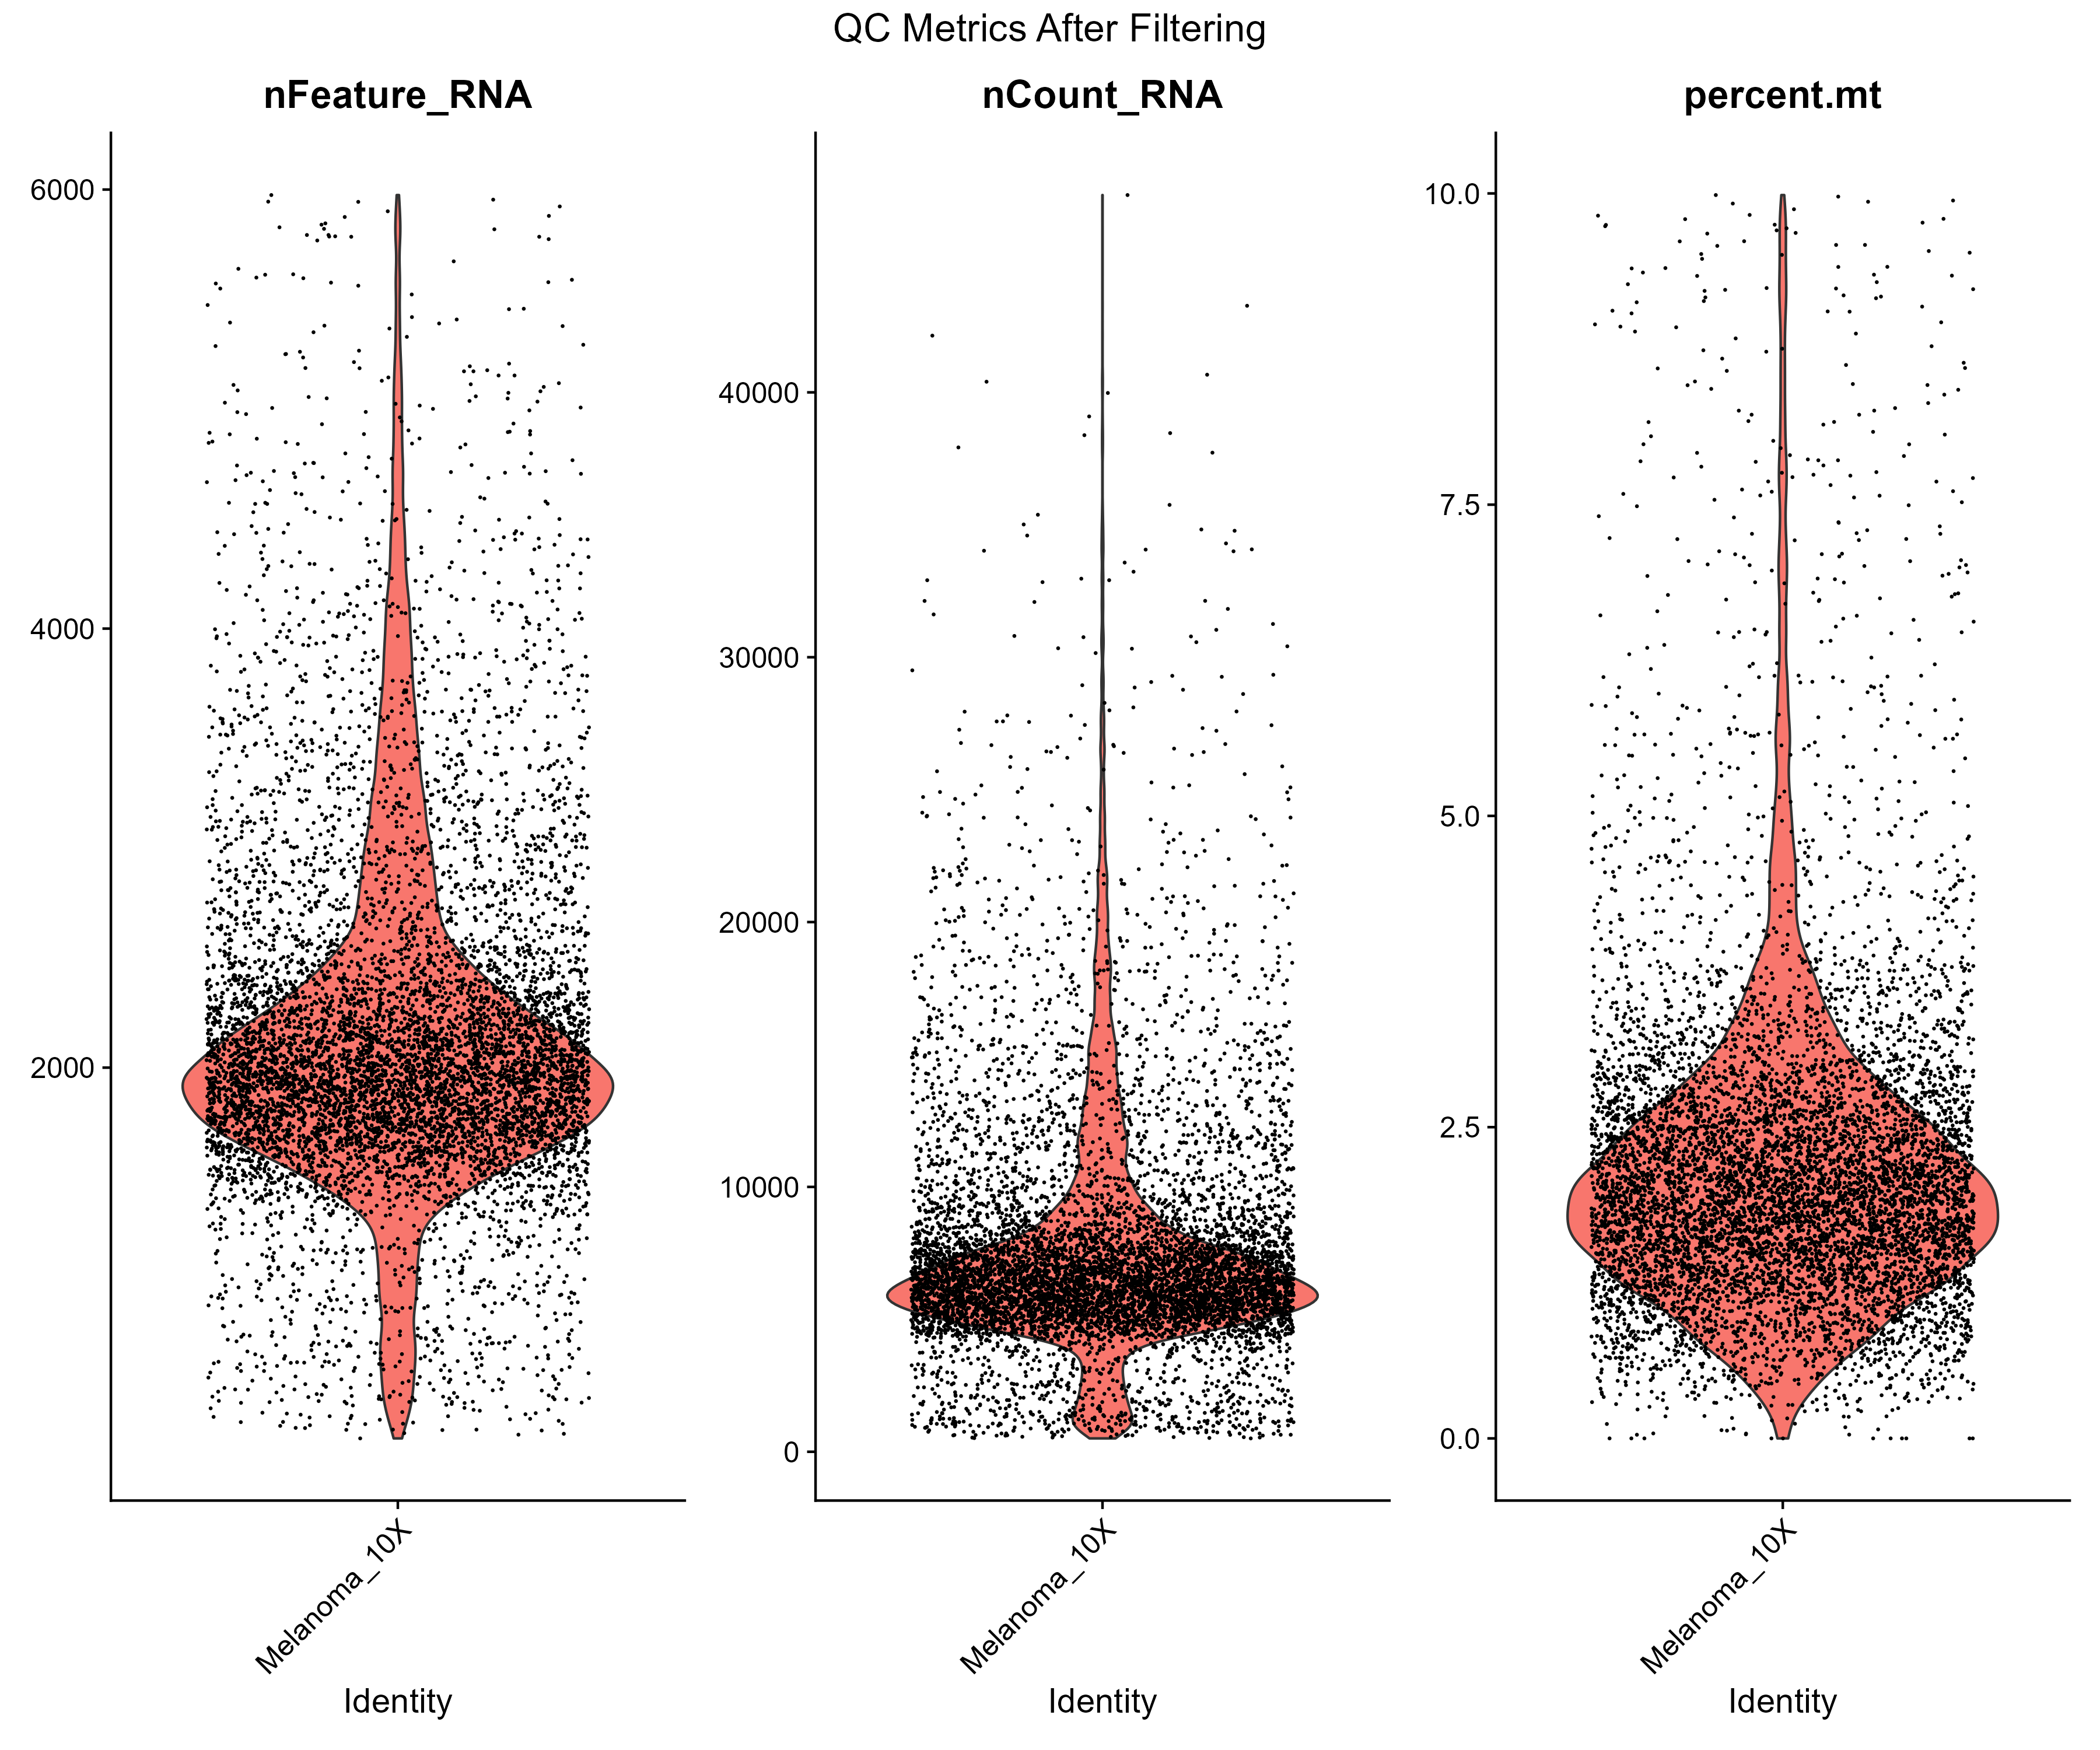 QC Metrics After Filtering
nFeature_RNA
6000
4000
2000
Melanoma_10X
Identity
nCount_RNA
40000
30000
20000
10000
0
Melanoma_10X
Identity
percent.mt
10.0
7.5
5.0
2.5
0.0
Melanoma_10X
Identity